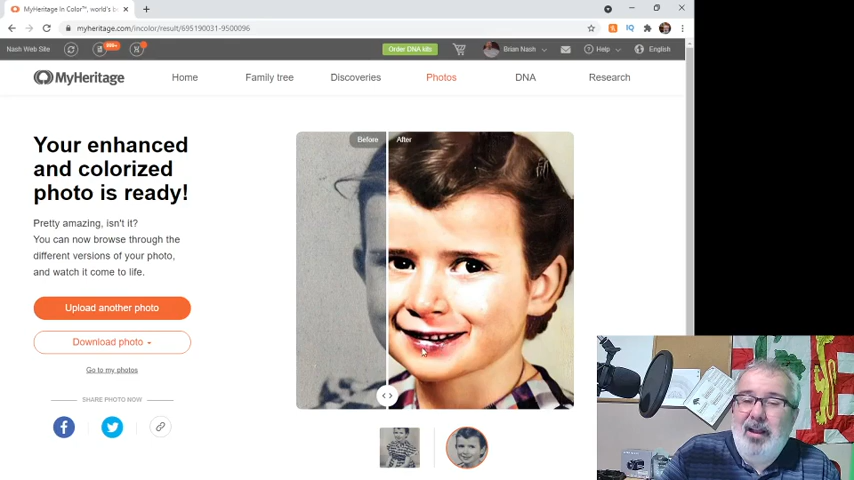 MyHeritage In Color™, world's b
myheritage.com/incolor/result/695190031-9500096
Nash Web Site
Order DNA kits
Brian Nash
Help
English
MyHeritage
Home
Family tree
Discoveries
Photos
DNA
Research
Your enhanced
and colorized
photo is ready!
Before
After
Pretty amazing, isn't it?
You can now browse through the
different versions of your photo,
and watch it come to life.
Upload another photo
Download photo
Go to my photos
SHARE PHOTO NOW